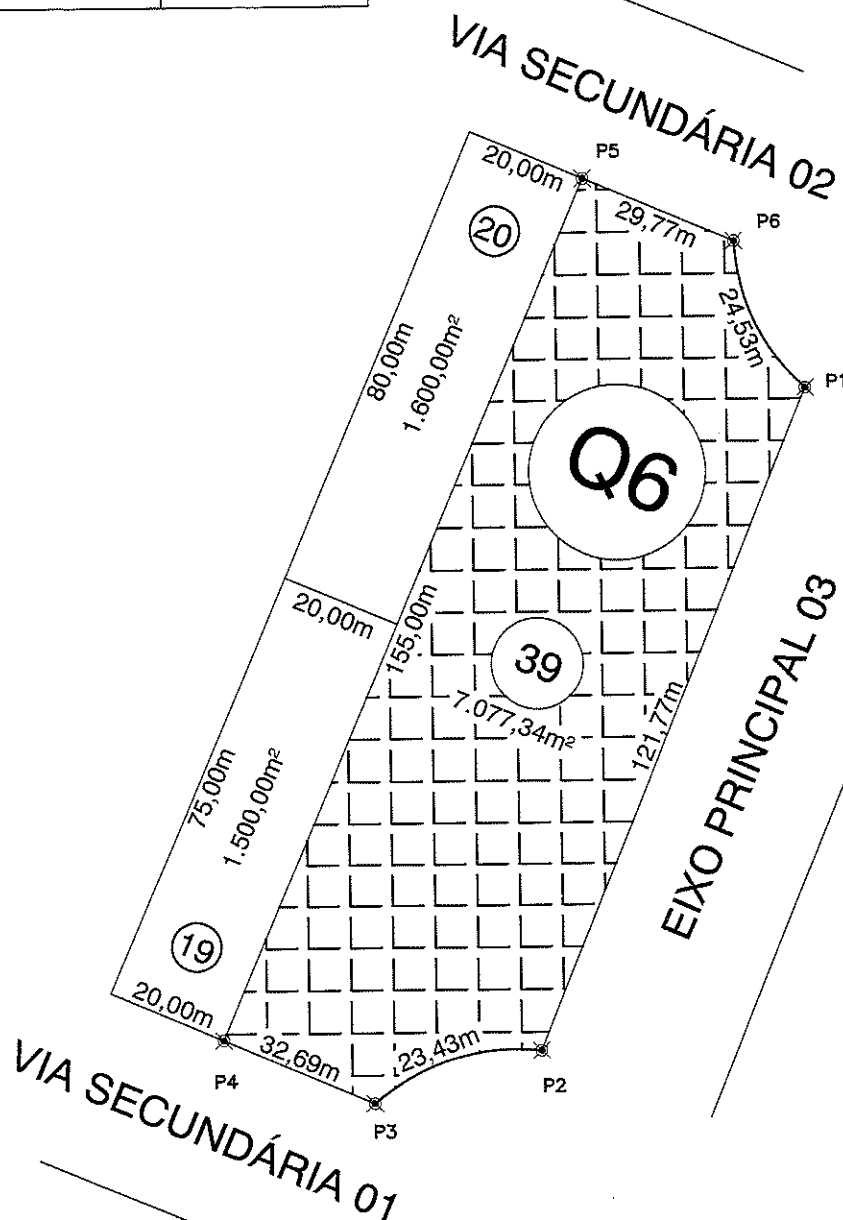 VIA SECUNDÁRIA 02
P5
20,00m
29,77m
P6
20
24,53m
80,00m
1.600,00m²
P1
Q6
20,00m
155,00m
39
7.077,34m²
121,77m
EIXO PRINCIPAL 03
75,00m
1.500,00m²
19
20,00m
32,69m
23,43m
P4
P2
P3
VIA SECUNDÁRIA 01